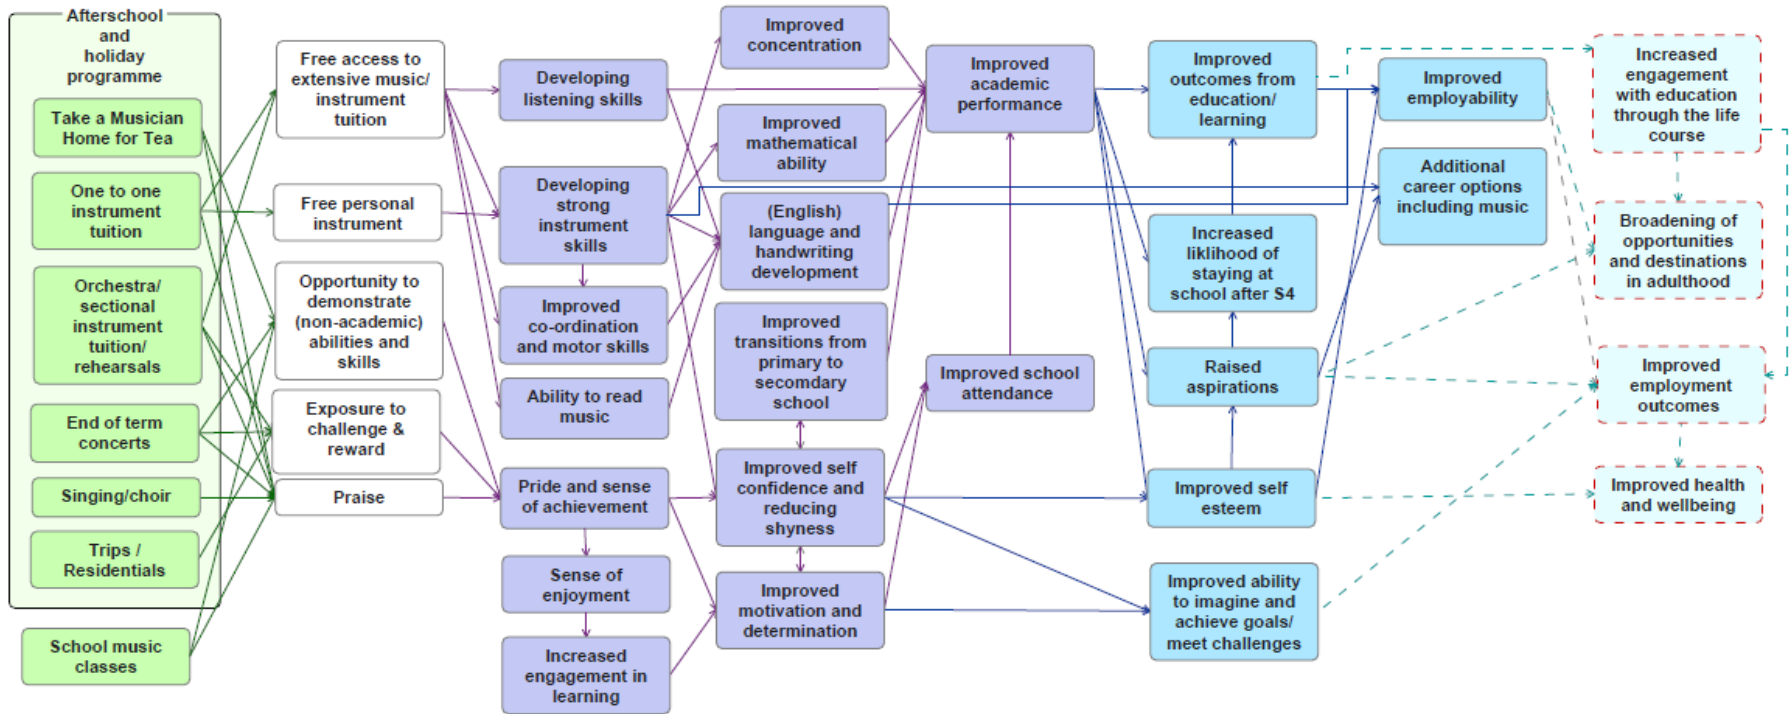 Afterschool
and
holiday
programme
Take a Musician
Home for Tea
One to one
instrument
tuition
Orchestra/
sectional
instrument
tuition/
rehearsals
End of term
concerts
Singing/choir
Trips /
Residentials
School music
classes
Free access to
extensive music/
instrument
tuition
Free personal
instrument
Opportunity to
demonstrate
(non-academic)
abilities and
skills
Exposure to
challenge &
reward
Praise
Developing
listening skills
Developing
strong
instrument
skills
Improved
co-ordination
and motor skills
Ability to read
music
Pride and sense
of achievement
Sense of
enjoyment
Increased
engagement in
learning
Improved
concentration
Improved
mathematical
ability
(English)
language and
handwriting
development
Improved
transitions from
primary to
secomdary
school
Improved self
confidence and
reducing
shyness
Improved
motivation and
determination
Improved
academic
performance
Improved school
attendance
Improved
outcomes from
education/
learning
Increased
liklihood of
staying at
school after S4
Raised
aspirations
Improved self
esteem
Improved ability
to imagine and
achieve goals/
meet challenges
Improved
employability
Additional
career options
including music
Increased
engagement
with education
through the life
course
Broadening of
opportunities
and destinations
in adulthood
Improved
employment
outcomes
Improved health
and wellbeing